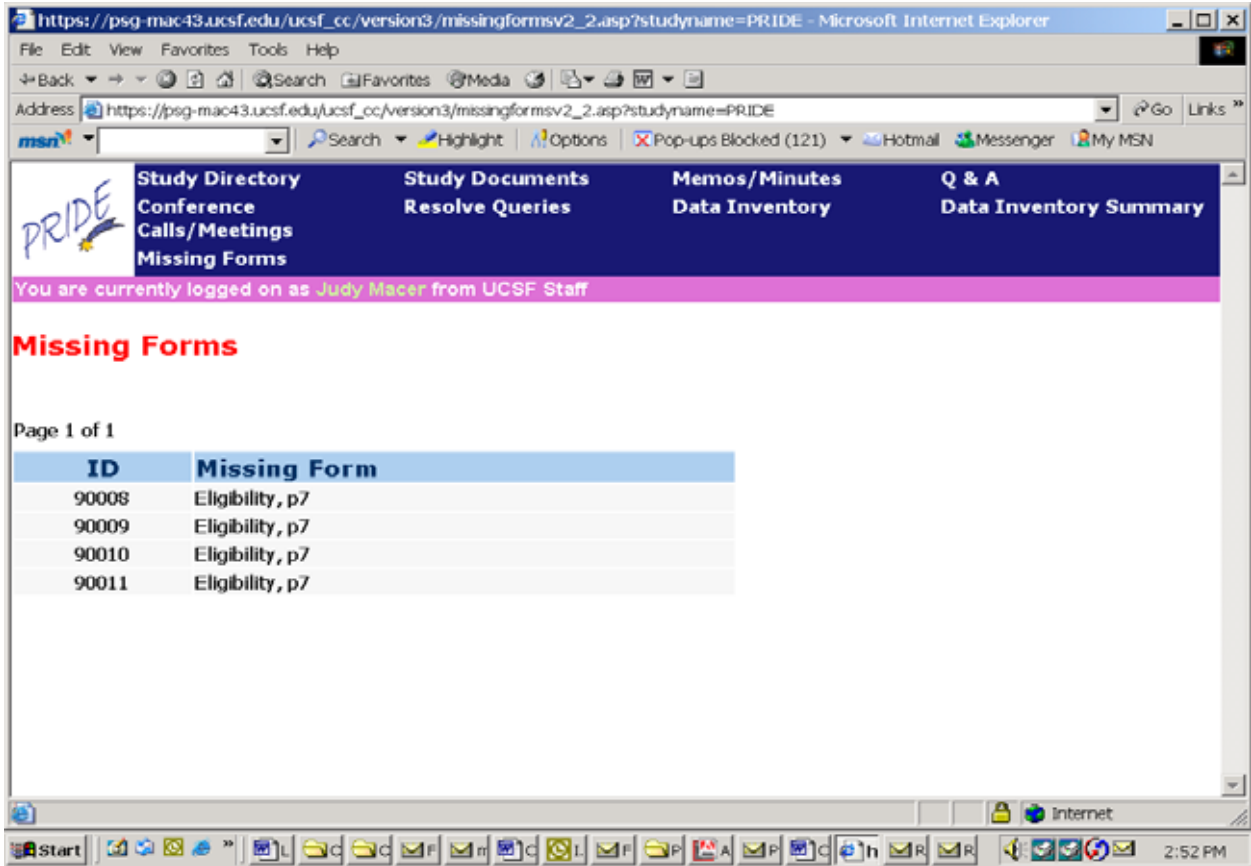 https://psg-mac43.ucsf.edu/ucsf_cc/version3/missingformsv2_2.asp?studyname=PRIDE - Microsoft Internet Explorer
File Edit View Favorites Tools Help
Back Search Favorites Media
Address https://psg-mac43.ucsf.edu/ucsf_cc/version3/missingformsv2_2.asp?studyname=PRIDE Go Links »
msn Search Highlight Options Pop-ups Blocked (121) Hotmail Messenger My MSN
PRIDE
Study Directory Study Documents Memos/Minutes Q & A
Conference Calls/Meetings Resolve Queries Data Inventory Data Inventory Summary
Missing Forms
You are currently logged on as Judy Macer from UCSF Staff
Missing Forms
Page 1 of 1
ID Missing Form
90008 Eligibility, p7
90009 Eligibility, p7
90010 Eligibility, p7
90011 Eligibility, p7
Internet
Start » L C C F m C I F P A P C h R R 2:52 PM